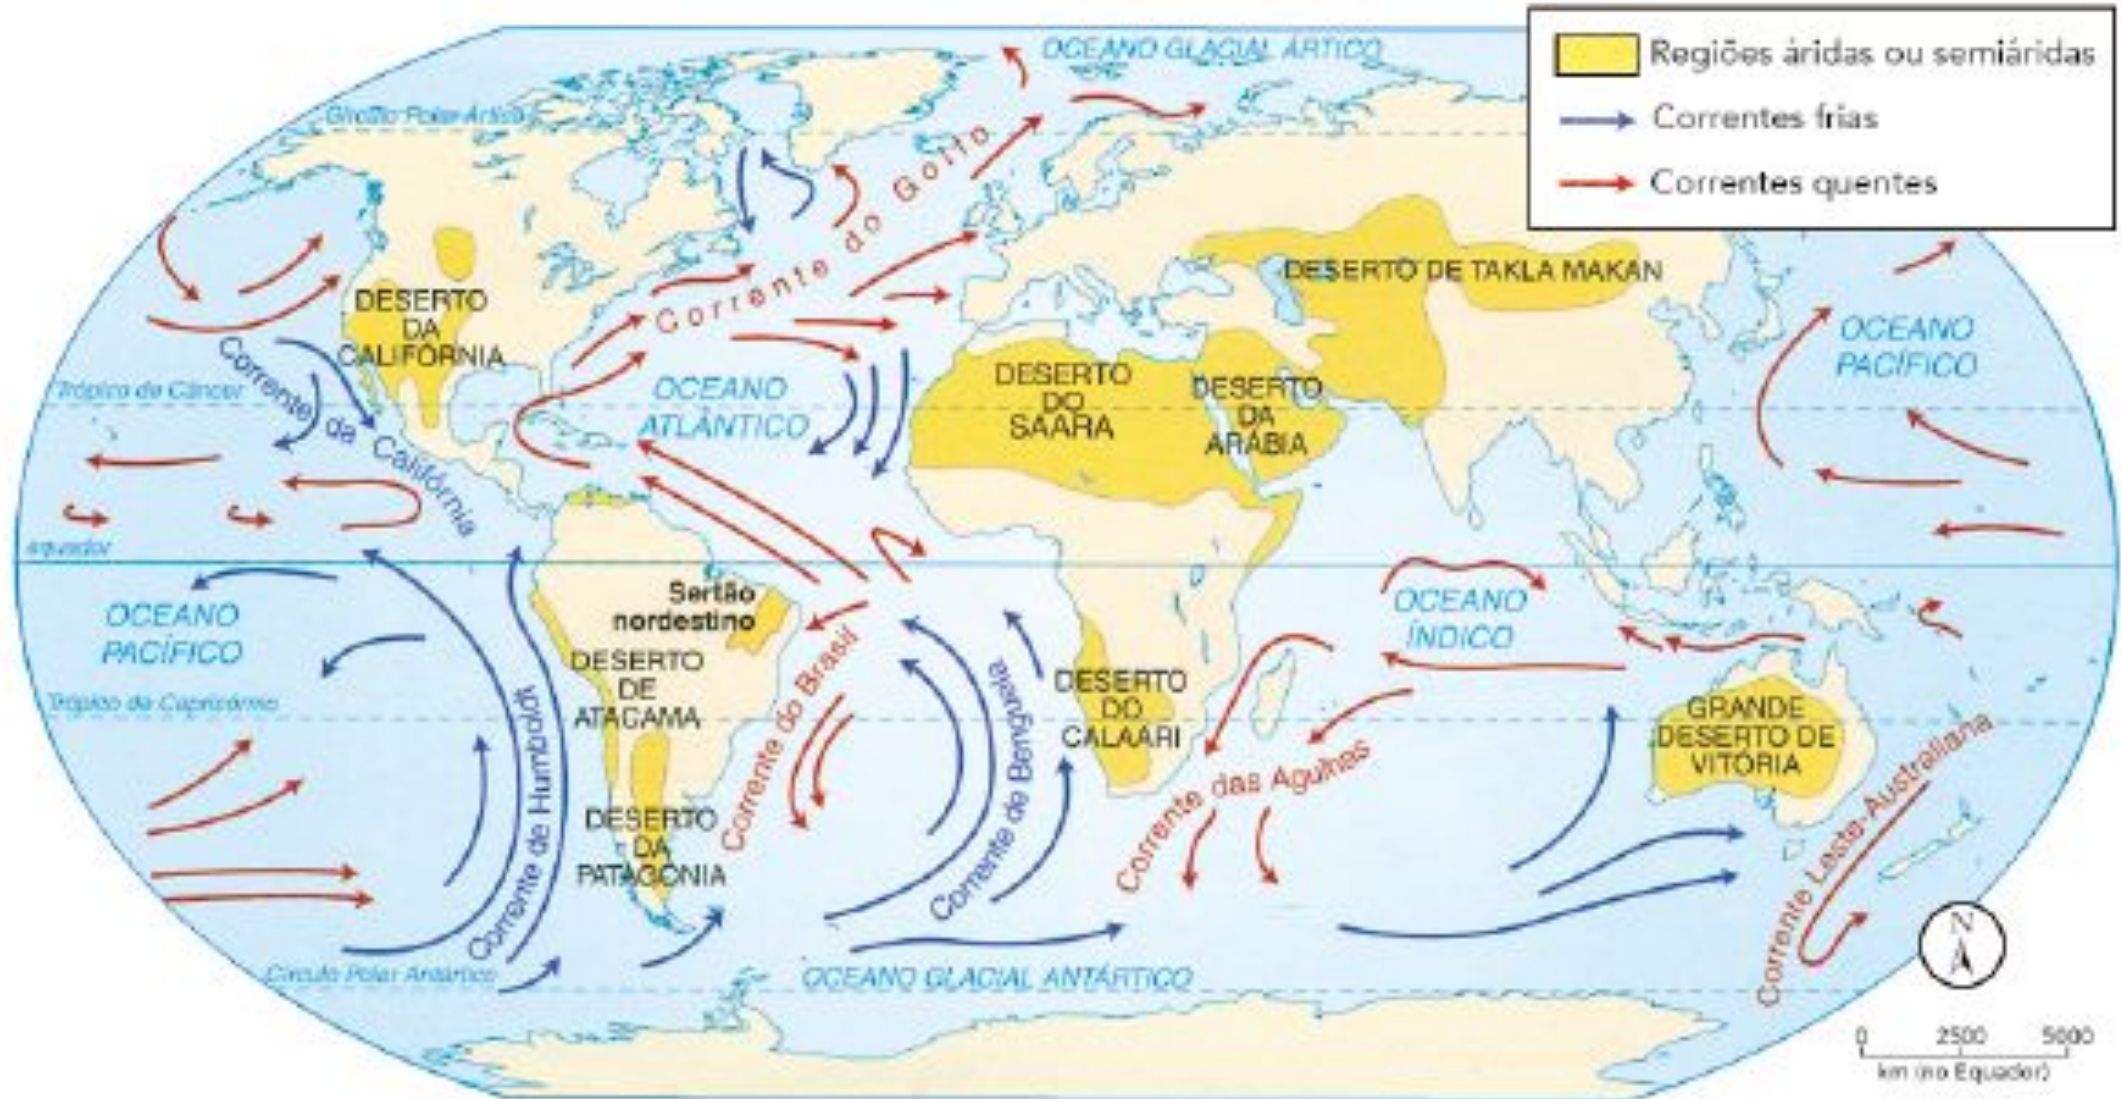 OCEANO GLACIAL ÁRTICO
Regiões áridas ou semiáridas
Correntes frias
Correntes quentes
Círculo Polar Ártico
Corrente do Golfo
DESERTO DE TAKLA MAKAN
DESERTO
DA
CALIFÓRNIA
OCEANO
PACÍFICO
Corrente da Califórnia
Trópico de Câncer
OCEANO
ATLÂNTICO
DESERTO
DO
SAARA
DESERTO
DA
ARÁBIA
equador
OCEANO
PACÍFICO
Sertão
nordestino
OCEANO
ÍNDICO
DESERTO
DE
ATACAMA
Corrente do Brasil
Corrente de Benguela
DESERTO
DO
CALAARI
Trópico de Capricórnio
GRANDE
DESERTO DE
VITÓRIA
Corrente de Humboldt
Corrente das Agulhas
Corrente Leste-Australiana
DESERTO
DA
PATAGÔNIA
Círculo Polar Antártico
OCEANO GLACIAL ANTÁRTICO
N
0 2500 5000
km (no Equador)